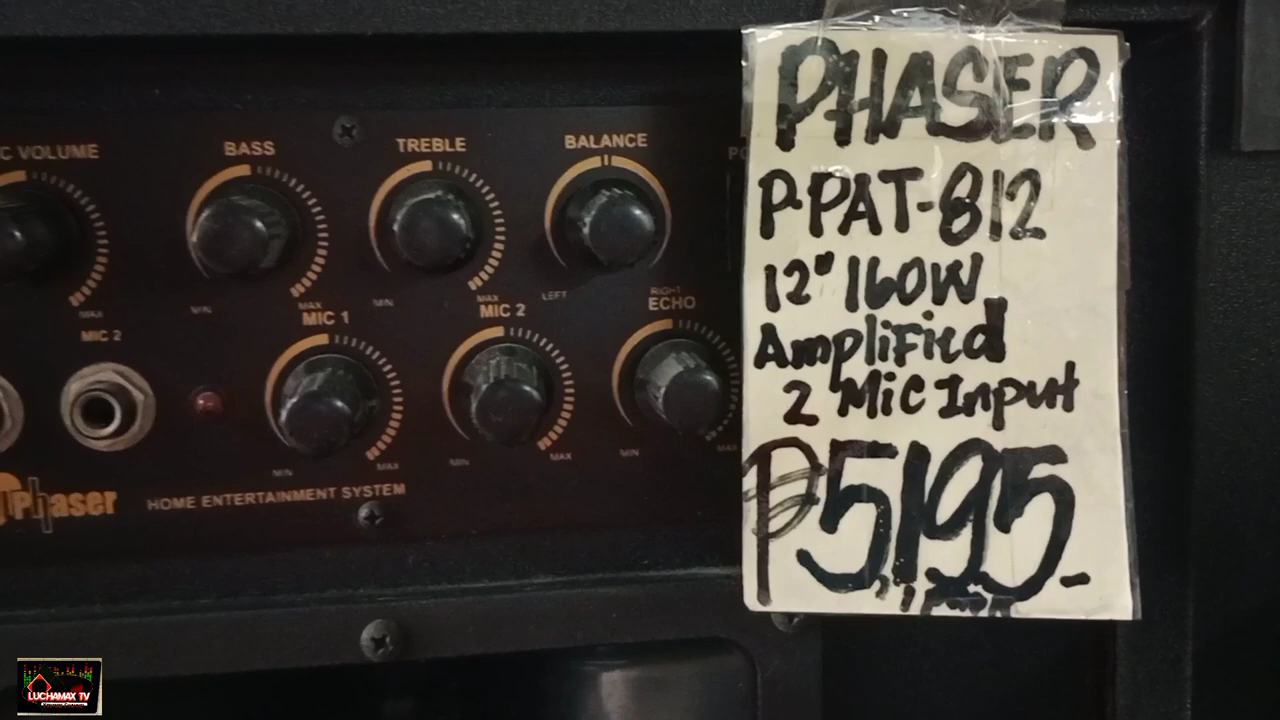 C VOLUME
BASS
TREBLE
BALANCE
MAX
MIN
MAX
MIN
MAX
LEFT
RIGHT
MIC 2
MIC 1
MIC 2
ECHO
MIN
MAX
MIN
MAX
MIN
MAX
Phaser
HOME ENTERTAINMENT SYSTEM
PHASER
P-PAT-812
12" 160W
Amplified
2 Mic Input
₱5195.-
LUCHAMAX TV